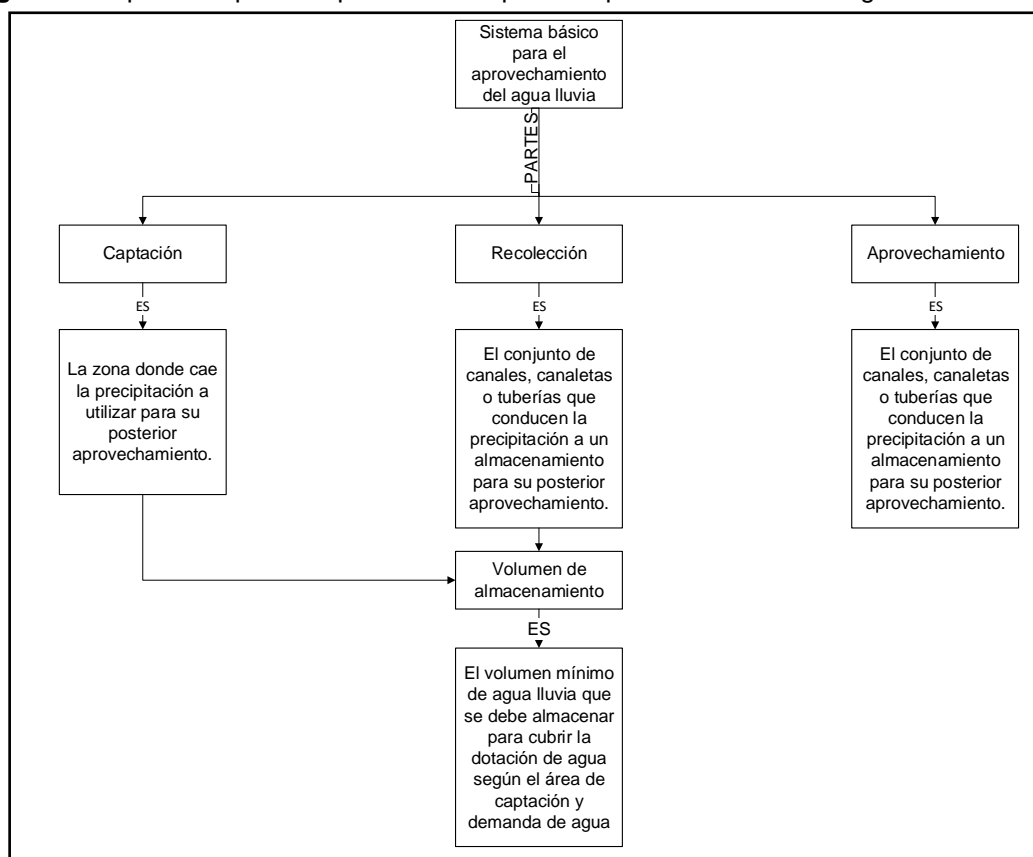 Sistema básico
para el
aprovechamiento
del agua lluvia
PARTES
Captación
Recolección
Aprovechamiento
ES
ES
ES
La zona donde cae
la precipitación a
utilizar para su
posterior
aprovechamiento.
El conjunto de
canales, canaletas
o tuberías que
conducen la
precipitación a un
almacenamiento
para su posterior
aprovechamiento.
El conjunto de
canales, canaletas
o tuberías que
conducen la
precipitación a un
almacenamiento
para su posterior
aprovechamiento.
Volumen de
almacenamiento
ES
El volumen mínimo
de agua lluvia que
se debe almacenar
para cubrir la
dotación de agua
según el área de
captación y
demanda de agua